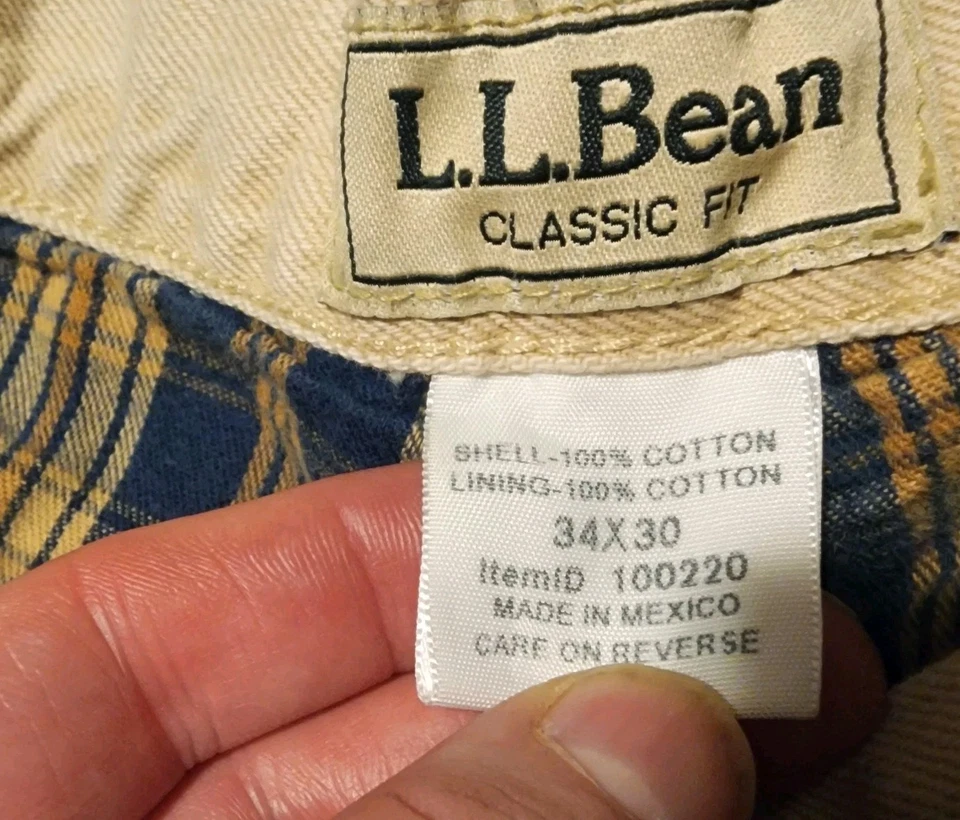 L.L.Bean
CLASSIC FIT
SHELL-100% COTTON
LINING-100% COTTON
34X30
ItemID 100220
MADE IN MEXICO
CARE ON REVERSE